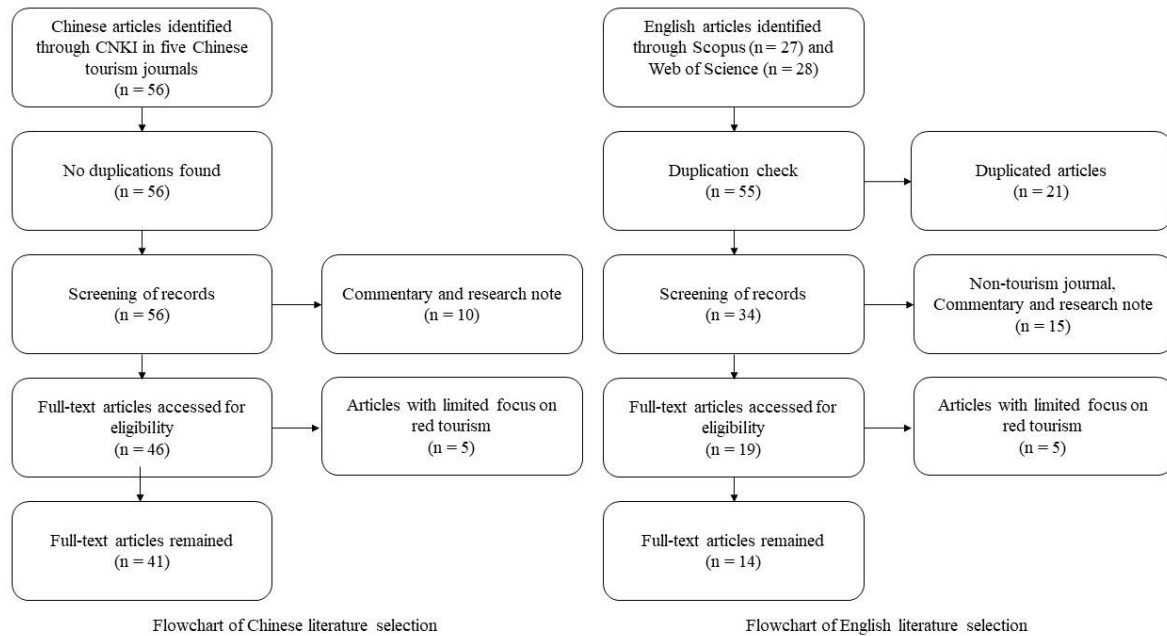 Chinese articles identified
through CNKI in five Chinese
tourism journals
(n = 56)
No duplications found
(n = 56)
Screening of records
(n = 56)
Commentary and research note
(n = 10)
Full-text articles accessed for
eligibility
(n = 46)
Articles with limited focus on
red tourism
(n = 5)
Full-text articles remained
(n = 41)
Flowchart of Chinese literature selection
English articles identified
through Scopus (n = 27) and
Web of Science (n = 28)
Duplication check
(n = 55)
Duplicated articles
(n = 21)
Screening of records
(n = 34)
Non-tourism journal,
Commentary and research note
(n = 15)
Full-text articles accessed for
eligibility
(n = 19)
Articles with limited focus on
red tourism
(n = 5)
Full-text articles remained
(n = 14)
Flowchart of English literature selection